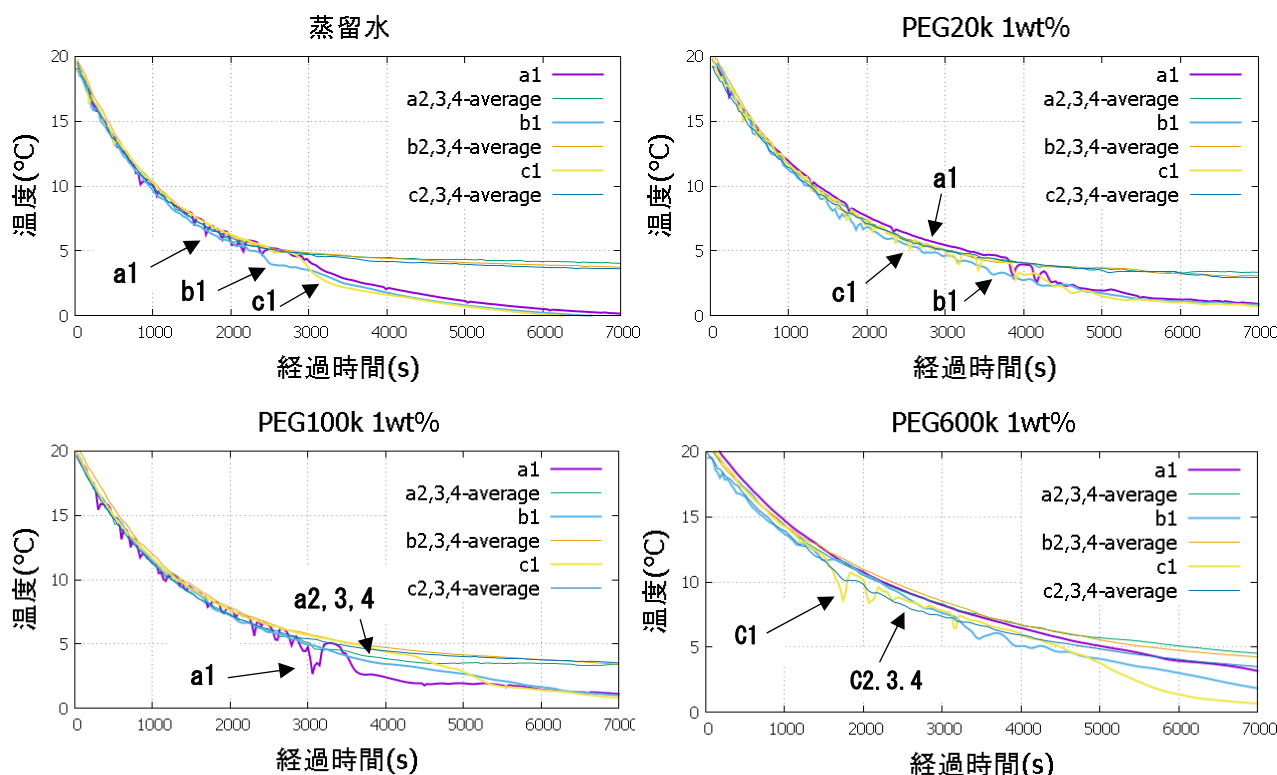 蒸留水
20
15
10
5
0
温度(°C)
a1
a2,3,4-average
b1
b2,3,4-average
c1
c2,3,4-average
a1
b1
c1
0 1000 2000 3000 4000 5000 6000 7000
経過時間(s)
PEG20k 1wt%
20
15
10
5
0
温度(°C)
a1
a2,3,4-average
b1
b2,3,4-average
c1
c2,3,4-average
a1
c1
b1
0 1000 2000 3000 4000 5000 6000 7000
経過時間(s)
PEG100k 1wt%
20
15
10
5
0
温度(°C)
a1
a2,3,4-average
b1
b2,3,4-average
c1
c2,3,4-average
a2,3,4
a1
0 1000 2000 3000 4000 5000 6000 7000
経過時間(s)
PEG600k 1wt%
20
15
10
5
0
温度(°C)
a1
a2,3,4-average
b1
b2,3,4-average
c1
c2,3,4-average
C1
C2.3.4
0 1000 2000 3000 4000 5000 6000 7000
経過時間(s)